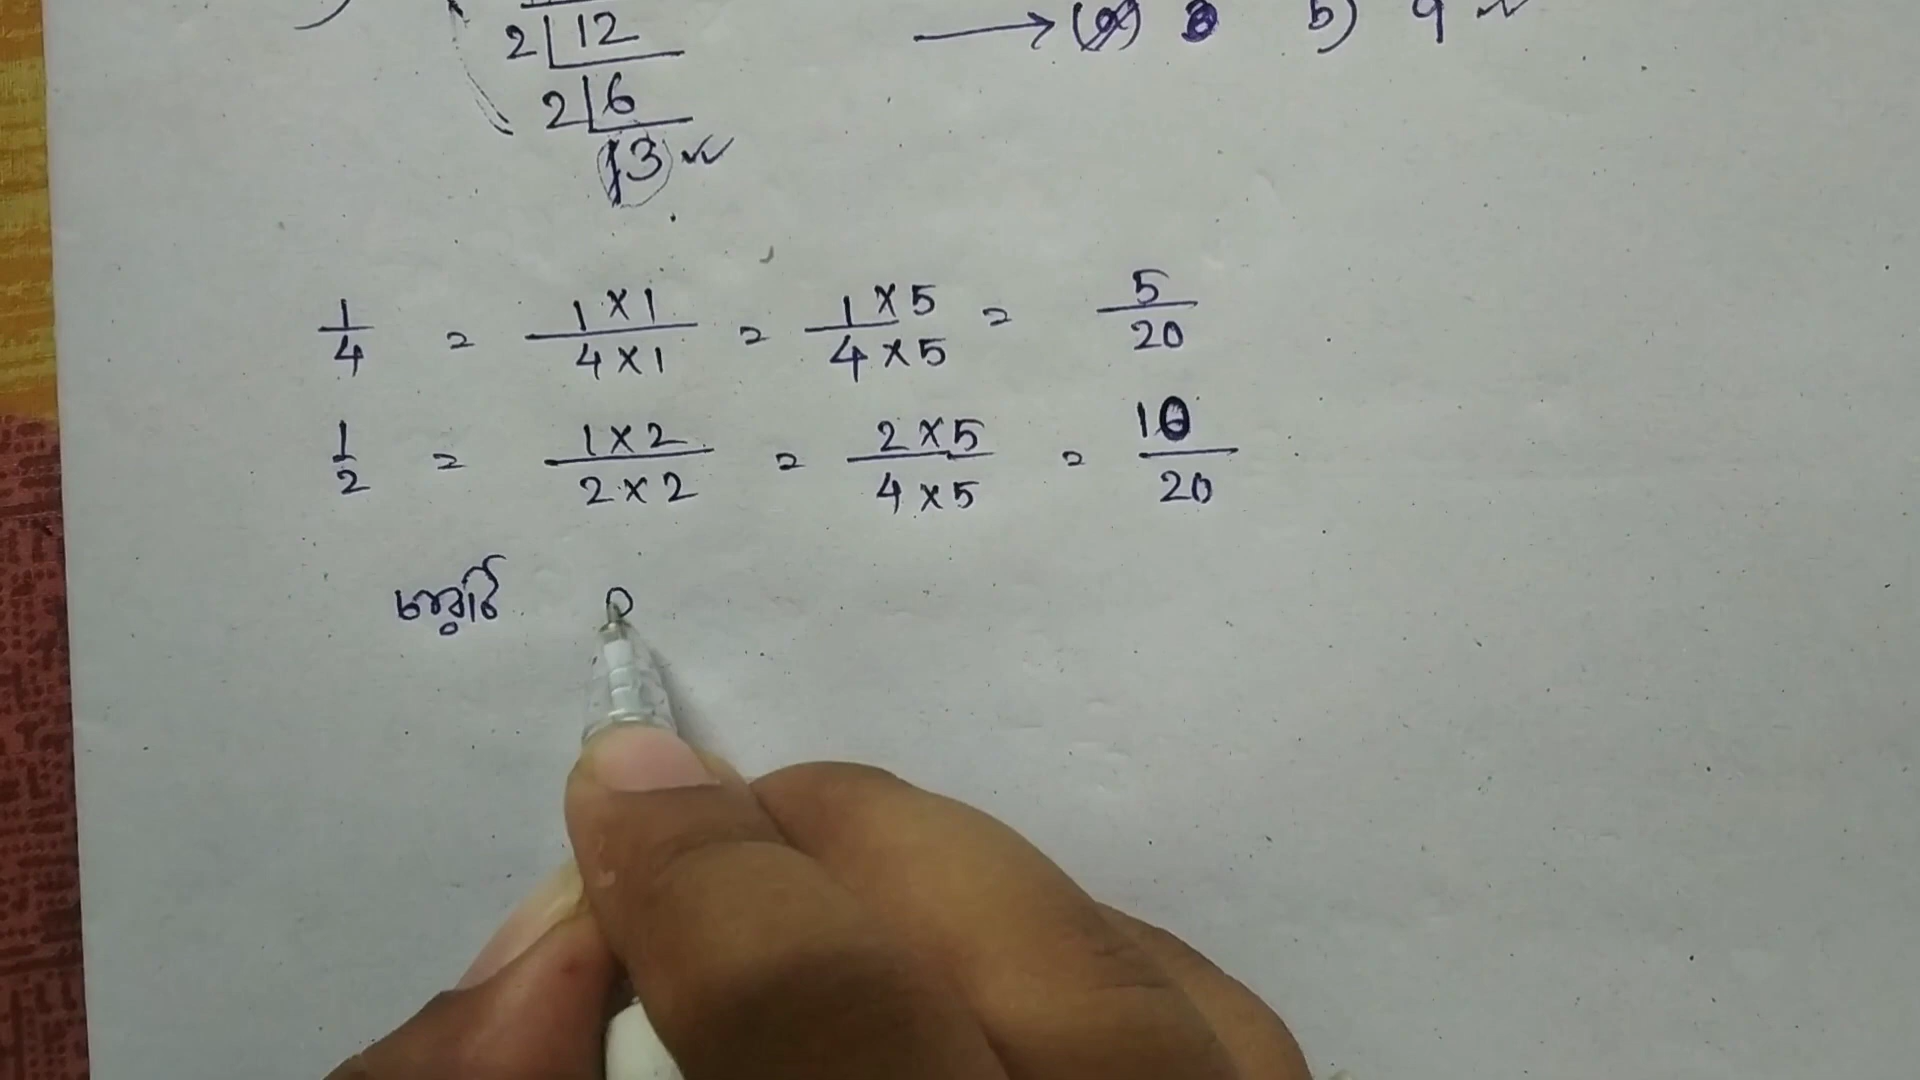 2 12 → (a) 3 b) 9
2 6
3
1/4 = 1 × 1 / 4 × 1 = 1 × 5 / 4 × 5 = 5/20
1/2 = 1 × 2 / 2 × 2 = 2 × 5 / 4 × 5 = 10/20